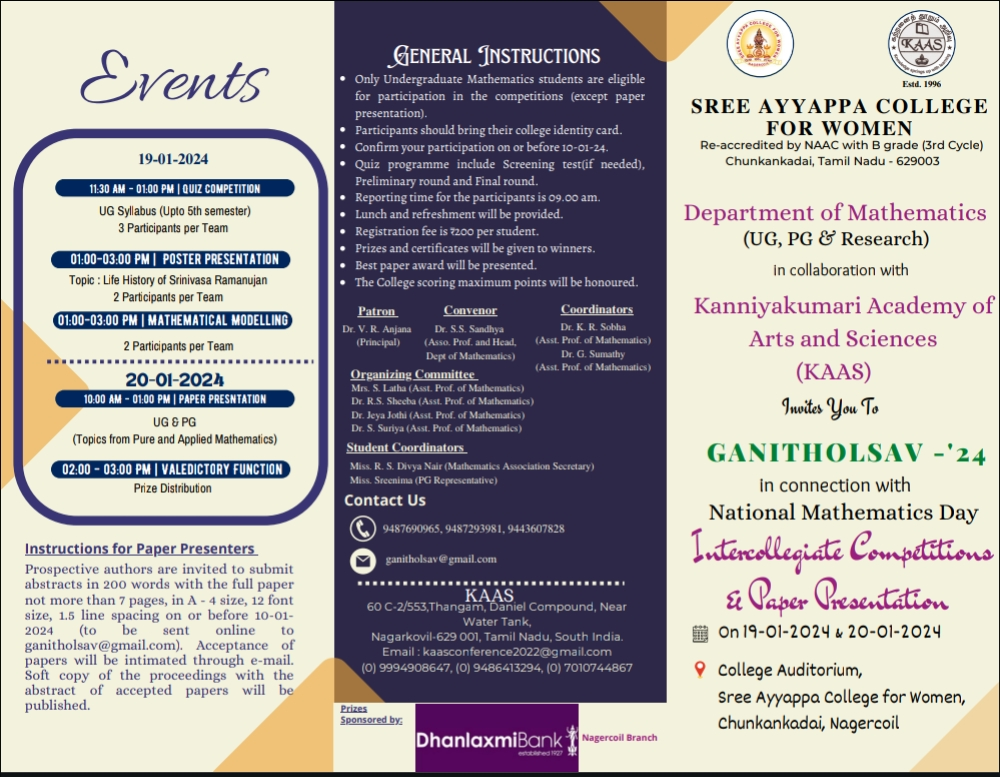 Events
19-01-2024
11:30 AM - 01:00 PM | QUIZ COMPETITION
UG Syllabus (Upto 5th semester)
3 Participants per Team
01:00-03:00 PM | POSTER PRESENTATION
Topic : Life History of Srinivasa Ramanujan
2 Participants per Team
01:00-03:00 PM | MATHEMATICAL MODELLING
2 Participants per Team
20-01-2024
10:00 AM - 01:00 PM | PAPER PRESNTATION
UG & PG
(Topics from Pure and Applied Mathematics)
02:00 - 03:00 PM | VALEDICTORY FUNCTION
Prize Distribution
Instructions for Paper Presenters
Prospective authors are invited to submit
abstracts in 200 words with the full paper
not more than 7 pages, in A - 4 size, 12 font
size, 1.5 line spacing on or before 10-01-
2024 (to be sent online to
ganitholsav@gmail.com). Acceptance of
papers will be intimated through e-mail.
Soft copy of the proceedings with the
abstract of accepted papers will be
published.
General Instructions
• Only Undergraduate Mathematics students are eligible
for participation in the competitions (except paper
presentation).
• Participants should bring their college identity card.
• Confirm your participation on or before 10-01-24.
• Quiz programme include Screening test(if needed),
Preliminary round and Final round.
• Reporting time for the participants is 09.00 am.
• Lunch and refreshment will be provided.
• Registration fee is ₹200 per student.
• Prizes and certificates will be given to winners.
• Best paper award will be presented.
• The College scoring maximum points will be honoured.
Patron
Dr. V. R. Anjana
(Principal)
Convenor
Dr. S.S. Sandhya
(Asso. Prof. and Head,
Dept of Mathematics)
Coordinators
Dr. K. R. Sobha
(Asst. Prof. of Mathematics)
Dr. G. Sumathy
(Asst. Prof. of Mathematics)
Organizing Committee
Mrs. S. Latha (Asst. Prof. of Mathematics)
Dr. R.S. Sheeba (Asst. Prof. of Mathematics)
Dr. Jeya Jothi (Asst. Prof. of Mathematics)
Dr. S. Suriya (Asst. Prof. of Mathematics)
Student Coordinators
Miss. R. S. Divya Nair (Mathematics Association Secretary)
Miss. Sreenima (PG Representative)
Contact Us
9487690965, 9487293981, 9443607828
ganitholsav@gmail.com
KAAS
60 C-2/553,Thangam, Daniel Compound, Near
Water Tank,
Nagarkovil-629 001, Tamil Nadu, South India.
Email : kaasconference2022@gmail.com
(0) 9994908647, (0) 9486413294, (0) 7010744867
Prizes
Sponsored by:
DhanlaxmiBank
established 1927
Nagercoil Branch
KAAS
Estd. 1996
SREE AYYAPPA COLLEGE
FOR WOMEN
Re-accredited by NAAC with B grade (3rd Cycle)
Chunkankadai, Tamil Nadu - 629003
Department of Mathematics
(UG, PG & Research)
in collaboration with
Kanniyakumari Academy of
Arts and Sciences
(KAAS)
Invites You To
GANITHOLSAV -'24
in connection with
National Mathematics Day
Intercollegiate Competitions
& Paper Presentation
On 19-01-2024 & 20-01-2024
College Auditorium,
Sree Ayyappa College for Women,
Chunkankadai, Nagercoil